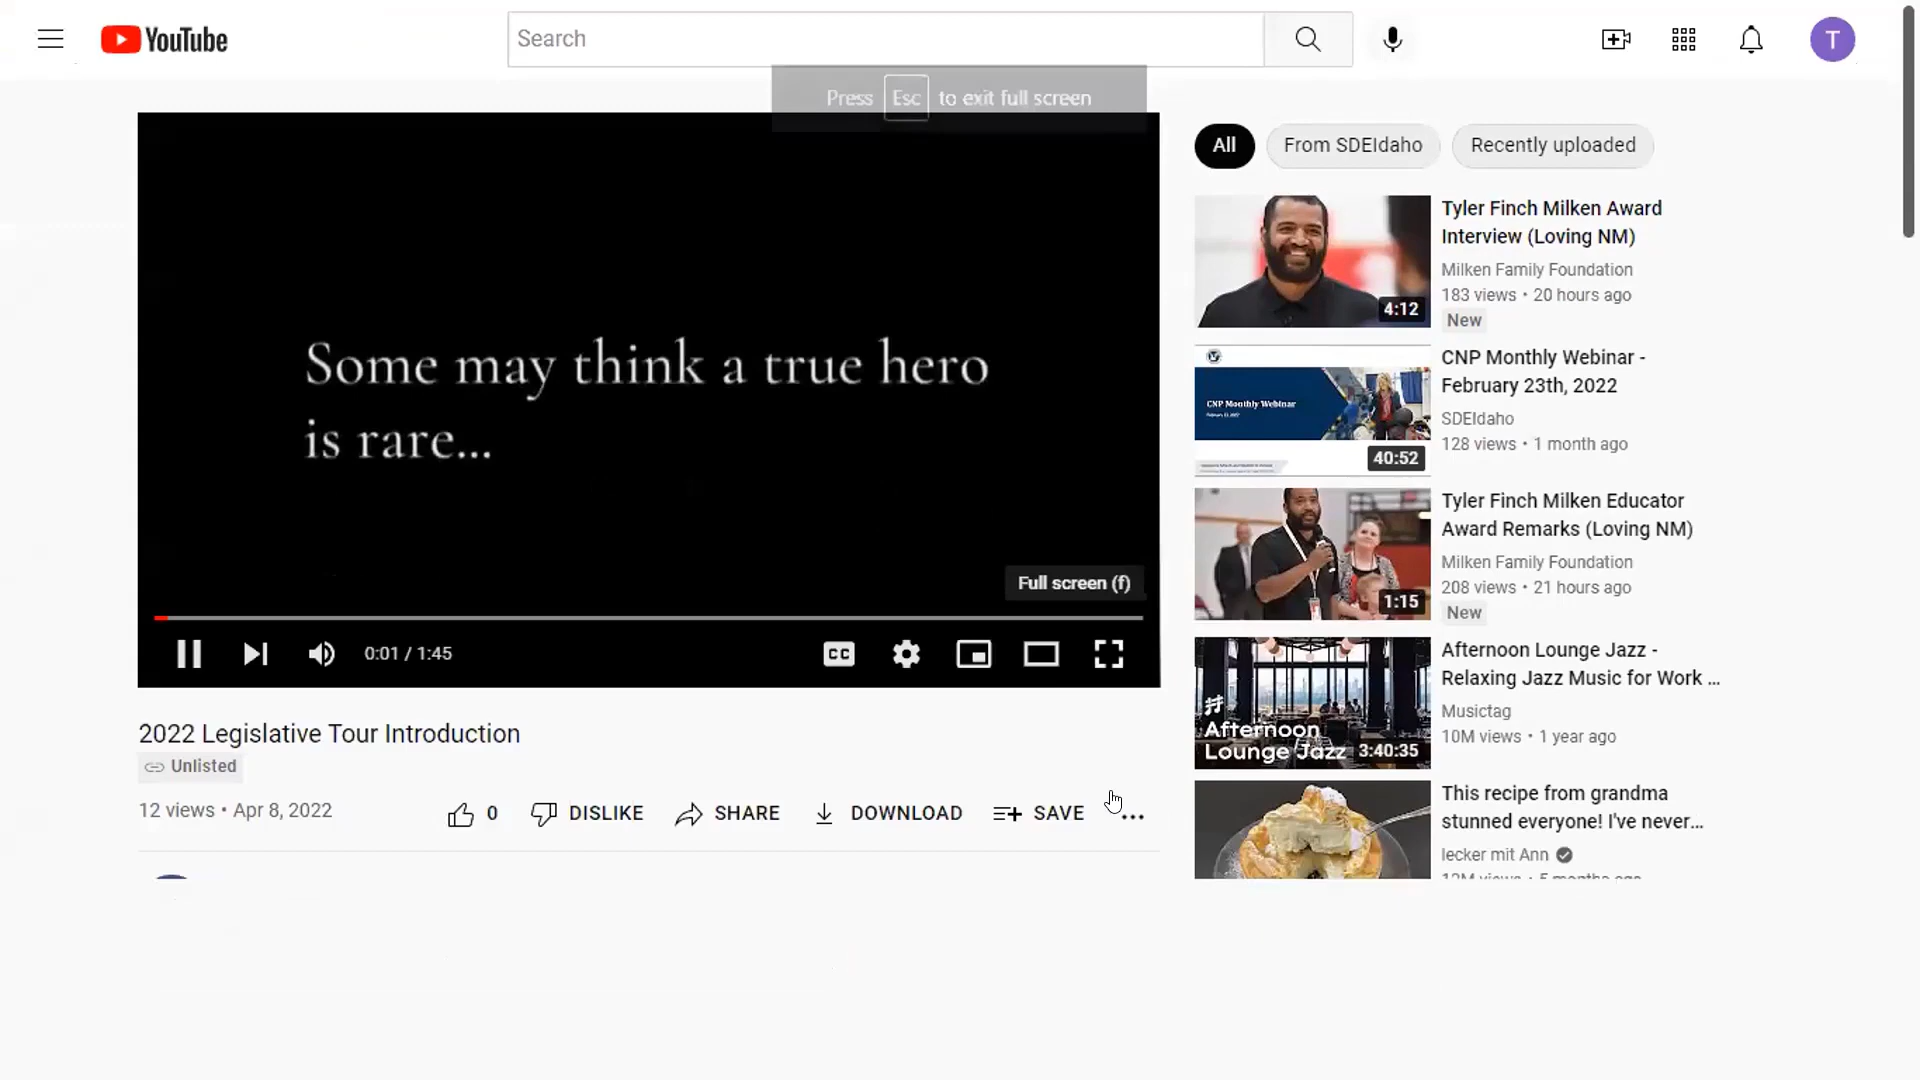 YouTube
Search
T
Press Esc to exit full screen
Some may think a true hero
is rare...
Full screen (f)
0:01 / 1:45
CC
2022 Legislative Tour Introduction
Unlisted
12 views • Apr 8, 2022
0
DISLIKE
SHARE
DOWNLOAD
SAVE
All
From SDEIdaho
Recently uploaded
4:12
Tyler Finch Milken Award
Interview (Loving NM)
Milken Family Foundation
183 views • 20 hours ago
New
CNP Monthly Webinar
40:52
CNP Monthly Webinar -
February 23th, 2022
SDEIdaho
128 views • 1 month ago
1:15
Tyler Finch Milken Educator
Award Remarks (Loving NM)
Milken Family Foundation
208 views • 21 hours ago
New
Afternoon
Lounge Jazz
3:40:35
Afternoon Lounge Jazz -
Relaxing Jazz Music for Work ...
Musictag
10M views • 1 year ago
This recipe from grandma
stunned everyone! I've never...
lecker mit Ann
12M views • 5 months ago